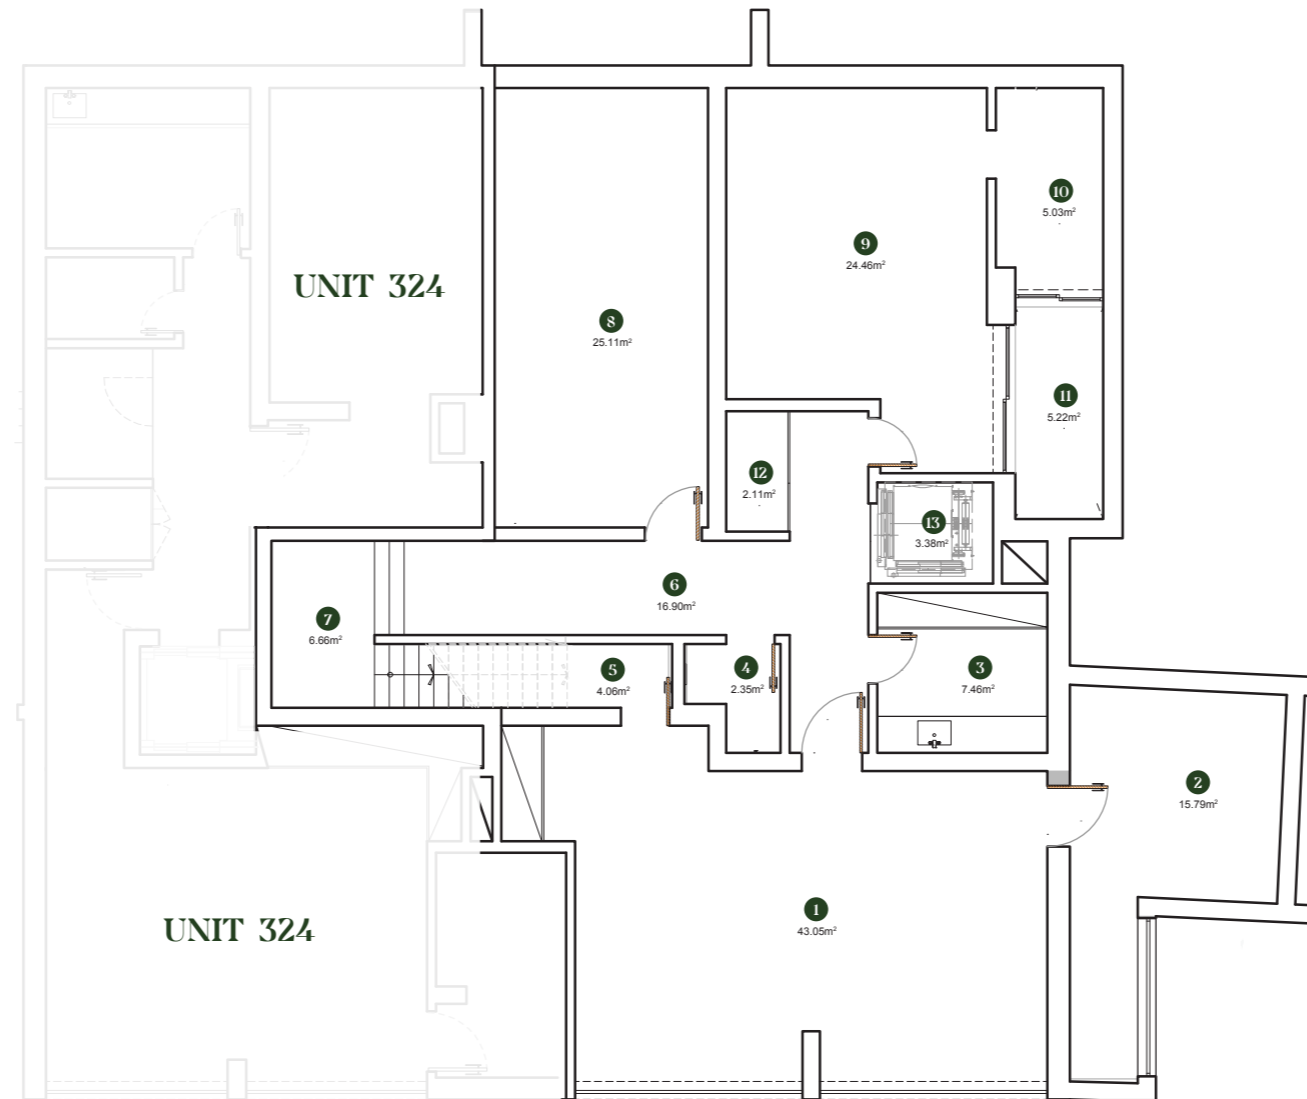 10
5.03m²
9
24.46m²
UNIT 324
8
25.11m²
11
5.22m²
12
2.11m²
13
3.38m²
6
16.90m²
7
6.66m²
5
4.06m²
4
2.35m²
3
7.46m²
2
15.79m²
1
43.05m²
UNIT 324